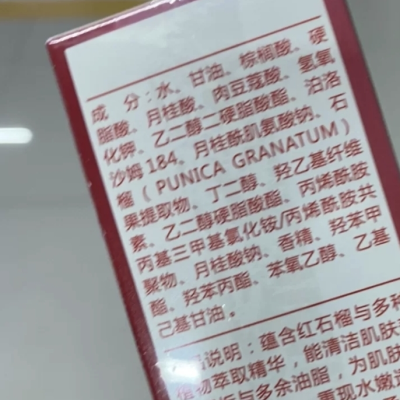 成 分:水、甘油、棕榈酸、硬
脂酸、月桂酸、肉豆蔻酸、氢氧
化钾、乙二醇二硬脂酸酯、泊洛
沙姆 184、月桂酰肌氨酸钠、石
榴（PUNICA GRANATUM）
果提取物、丁二醇、羟乙基纤维
素、乙二醇硬脂酸酯、丙烯酰胺
丙基三甲基氯化铵/丙烯酰胺共
聚物、月桂酸钠、香精、羟苯甲
酯、羟苯丙酯、苯氧乙醇、乙基
己基甘油。
品说明:蕴含红石榴与多种
植物萃取精华，能清洁肌肤
与多余油脂，为肌肤
重现水嫩